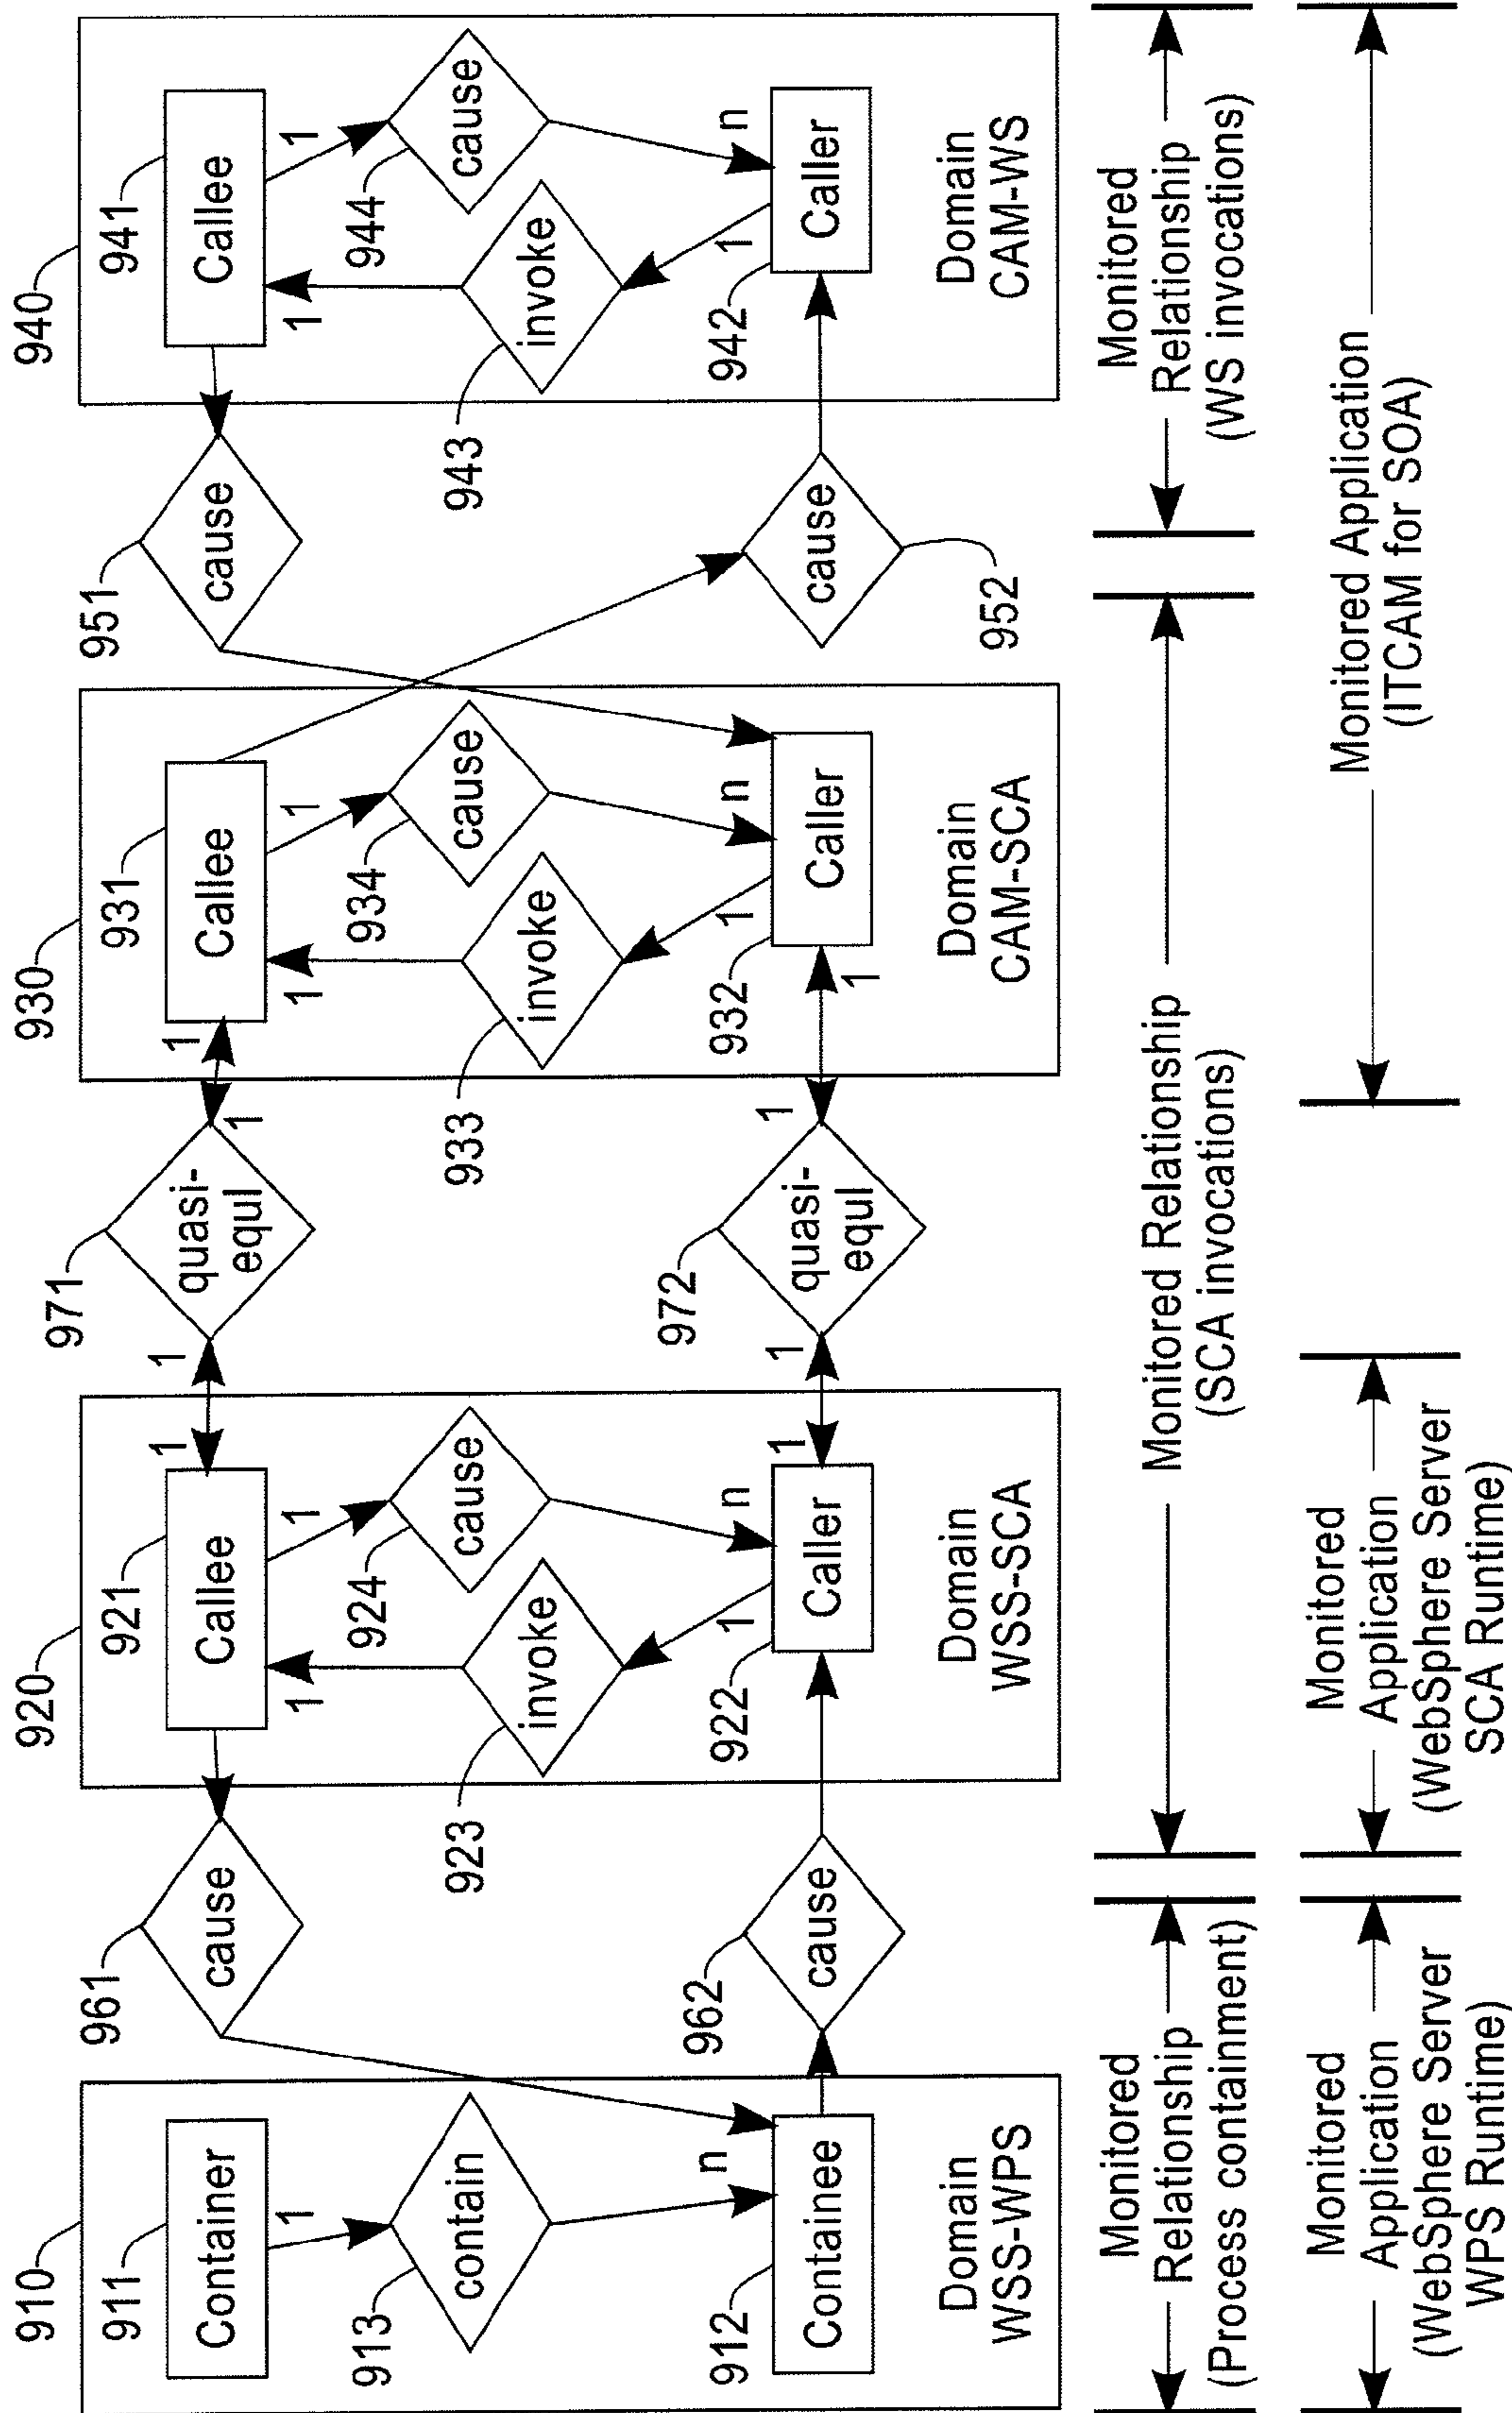 910
911
Container
1
913
contain
n
912
Containee
Domain
WSS-WPS
961
cause
962
cause
920
921
Callee
1
1
1
924
cause
923
invoke
1
n
922
Caller
1
Domain
WSS-SCA
971
quasi-
equl
1
1
972
quasi-
equl
1
1
930
931
Callee
1
1
1
934
cause
933
invoke
1
n
932
Caller
1
Domain
CAM-SCA
951
cause
952
cause
940
941
Callee
1
1
944
cause
943
invoke
1
n
942
Caller
Domain
CAM-WS
Monitored
Relationship
(Process containment)
Monitored Relationship
(SCA invocations)
Monitored
Relationship
(WS invocations)
Monitored
Application
(WebSphere Server
WPS Runtime)
Monitored
Application
(WebSphere Server
SCA Runtime)
Monitored Application
(ITCAM for SOA)